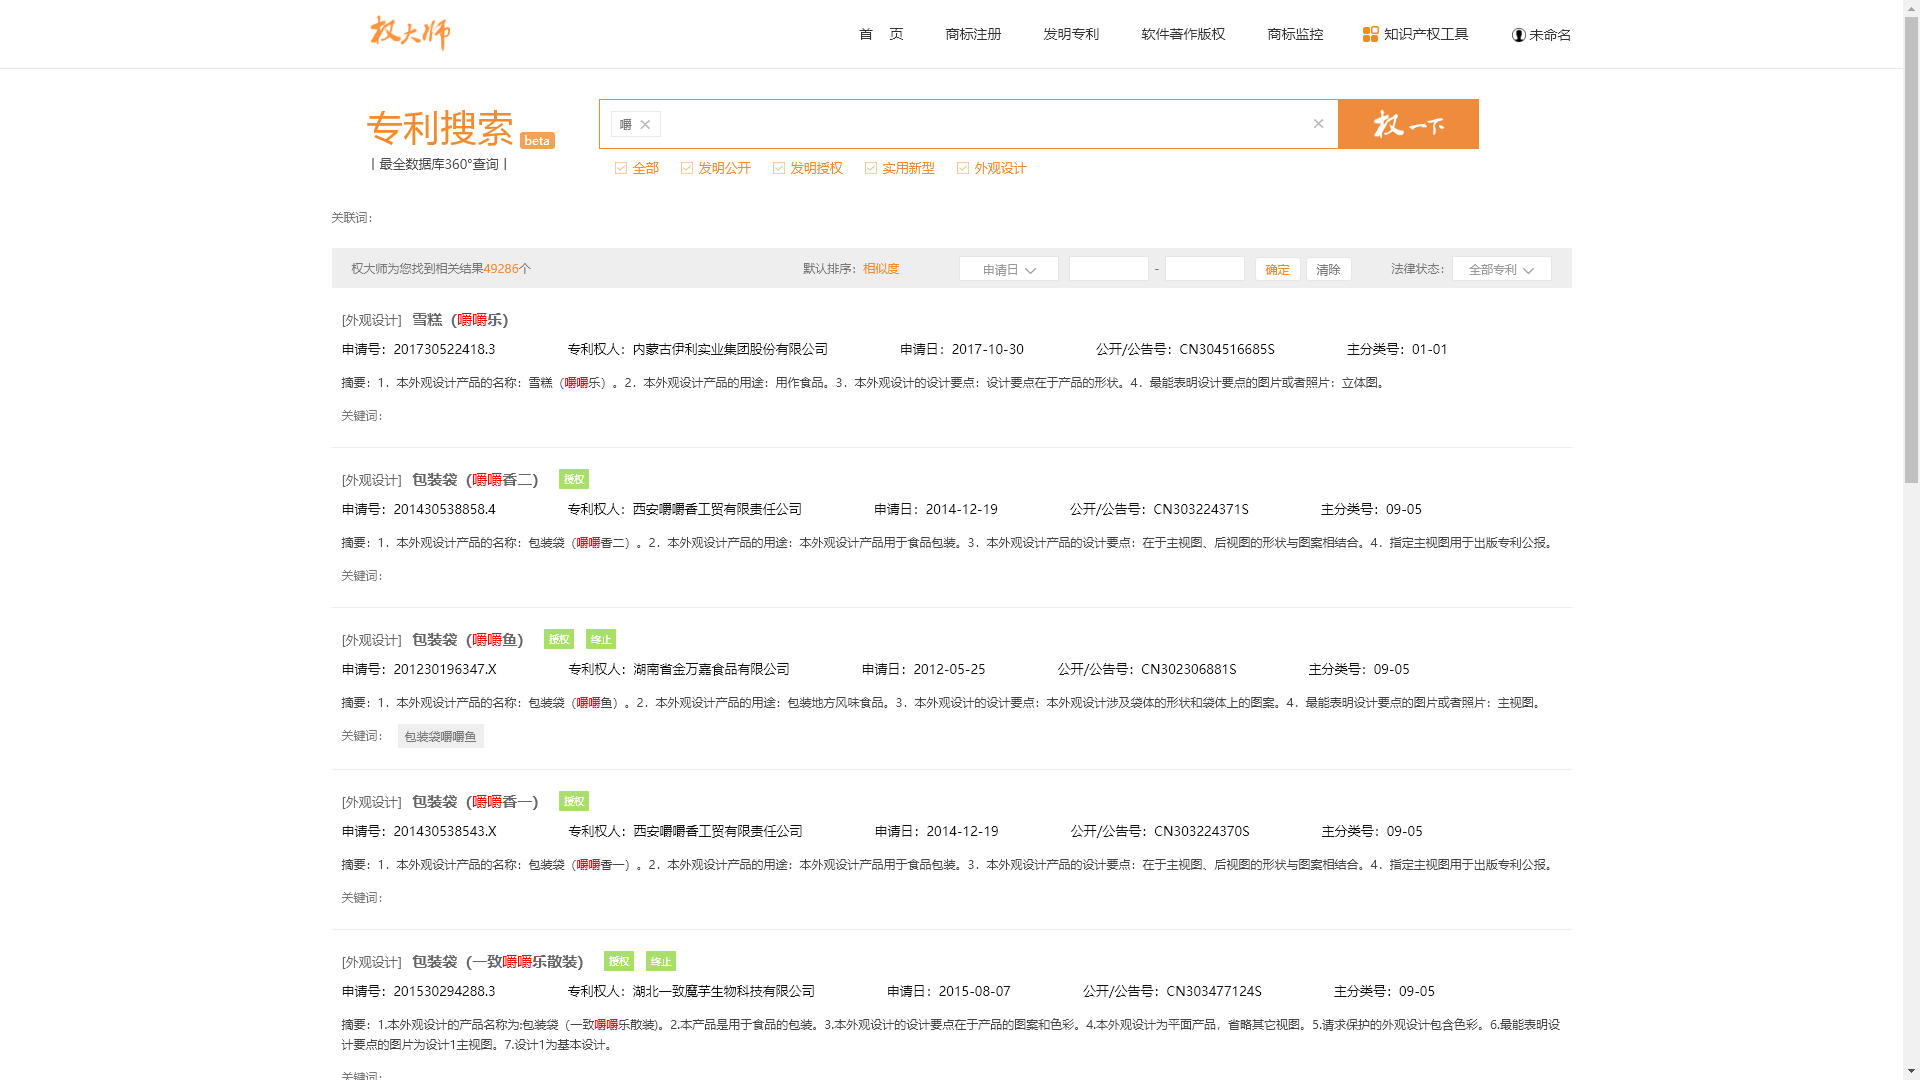 权大师
首 页
商标注册
发明专利
软件著作版权
商标监控
知识产权工具
未命名
专利搜索 beta
|最全数据库360°查询|
嚼 ×
权一下
全部 发明公开 发明授权 实用新型 外观设计
关联词：
权大师为您找到相关结果49286个 默认排序：相似度 申请日 - 确定 清除 法律状态： 全部专利
[外观设计] 雪糕（嚼嚼乐）
申请号：201730522418.3 专利权人：内蒙古伊利实业集团股份有限公司 申请日：2017-10-30 公开/公告号：CN304516685S 主分类号：01-01
摘要：1．本外观设计产品的名称：雪糕（嚼嚼乐）。2．本外观设计产品的用途：用作食品。3．本外观设计的设计要点：设计要点在于产品的形状。4．最能表明设计要点的图片或者照片：立体图。
关键词：
[外观设计] 包装袋（嚼嚼香二） 授权
申请号：201430538858.4 专利权人：西安嚼嚼香工贸有限责任公司 申请日：2014-12-19 公开/公告号：CN303224371S 主分类号：09-05
摘要：1．本外观设计产品的名称：包装袋（嚼嚼香二）。2．本外观设计产品的用途：本外观设计产品用于食品包装。3．本外观设计产品的设计要点：在于主视图、后视图的形状与图案相结合。4．指定主视图用于出版专利公报。
关键词：
[外观设计] 包装袋（嚼嚼鱼） 授权 终止
申请号：201230196347.X 专利权人：湖南省金万嘉食品有限公司 申请日：2012-05-25 公开/公告号：CN302306881S 主分类号：09-05
摘要：1．本外观设计产品的名称：包装袋（嚼嚼鱼）。2．本外观设计产品的用途：包装地方风味食品。3．本外观设计的设计要点：本外观设计涉及袋体的形状和袋体上的图案。4．最能表明设计要点的图片或者照片：主视图。
关键词： 包装袋嚼嚼鱼
[外观设计] 包装袋（嚼嚼香一） 授权
申请号：201430538543.X 专利权人：西安嚼嚼香工贸有限责任公司 申请日：2014-12-19 公开/公告号：CN303224370S 主分类号：09-05
摘要：1．本外观设计产品的名称：包装袋（嚼嚼香一）。2．本外观设计产品的用途：本外观设计产品用于食品包装。3．本外观设计产品的设计要点：在于主视图、后视图的形状与图案相结合。4．指定主视图用于出版专利公报。
关键词：
[外观设计] 包装袋（一致嚼嚼乐散装） 授权 终止
申请号：201530294288.3 专利权人：湖北一致魔芋生物科技有限公司 申请日：2015-08-07 公开/公告号：CN303477124S 主分类号：09-05
摘要：1.本外观设计的产品名称为:包装袋（一致嚼嚼乐散装)。2.本产品是用于食品的包装。3.本外观设计的设计要点在于产品的图案和色彩。4.本外观设计为平面产品，省略其它视图。5.请求保护的外观设计包含色彩。6.最能表明设
计要点的图片为设计1主视图。7.设计1为基本设计。
关键词：